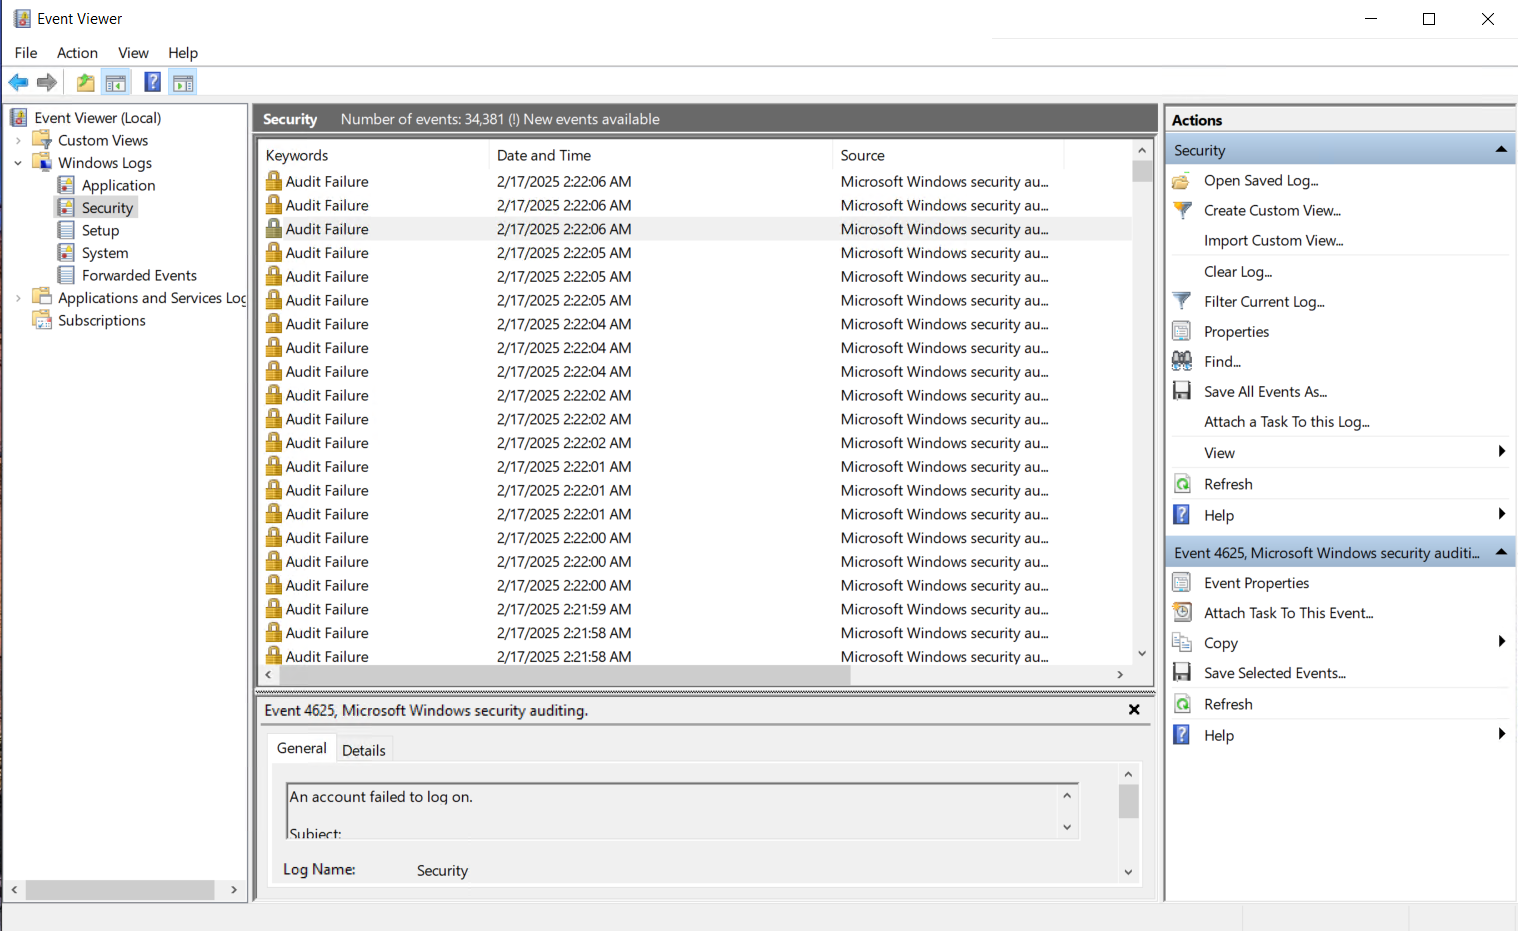 Event Viewer
File Action View Help
Event Viewer (Local)
Custom Views
Windows Logs
Application
Security
Setup
System
Forwarded Events
Applications and Services Log
Subscriptions
Security Number of events: 34,381 (!) New events available
Keywords Date and Time Source
Audit Failure 2/17/2025 2:22:06 AM Microsoft Windows security au...
Audit Failure 2/17/2025 2:22:06 AM Microsoft Windows security au...
Audit Failure 2/17/2025 2:22:06 AM Microsoft Windows security au...
Audit Failure 2/17/2025 2:22:05 AM Microsoft Windows security au...
Audit Failure 2/17/2025 2:22:05 AM Microsoft Windows security au...
Audit Failure 2/17/2025 2:22:05 AM Microsoft Windows security au...
Audit Failure 2/17/2025 2:22:04 AM Microsoft Windows security au...
Audit Failure 2/17/2025 2:22:04 AM Microsoft Windows security au...
Audit Failure 2/17/2025 2:22:04 AM Microsoft Windows security au...
Audit Failure 2/17/2025 2:22:02 AM Microsoft Windows security au...
Audit Failure 2/17/2025 2:22:02 AM Microsoft Windows security au...
Audit Failure 2/17/2025 2:22:02 AM Microsoft Windows security au...
Audit Failure 2/17/2025 2:22:01 AM Microsoft Windows security au...
Audit Failure 2/17/2025 2:22:01 AM Microsoft Windows security au...
Audit Failure 2/17/2025 2:22:01 AM Microsoft Windows security au...
Audit Failure 2/17/2025 2:22:00 AM Microsoft Windows security au...
Audit Failure 2/17/2025 2:22:00 AM Microsoft Windows security au...
Audit Failure 2/17/2025 2:22:00 AM Microsoft Windows security au...
Audit Failure 2/17/2025 2:21:59 AM Microsoft Windows security au...
Audit Failure 2/17/2025 2:21:58 AM Microsoft Windows security au...
Audit Failure 2/17/2025 2:21:58 AM Microsoft Windows security au...
Event 4625, Microsoft Windows security auditing.
General Details
An account failed to log on.
Subject:
Log Name: Security
Actions
Security
Open Saved Log...
Create Custom View...
Import Custom View...
Clear Log...
Filter Current Log...
Properties
Find...
Save All Events As...
Attach a Task To this Log...
View
Refresh
Help
Event 4625, Microsoft Windows security auditi...
Event Properties
Attach Task To This Event...
Copy
Save Selected Events...
Refresh
Help